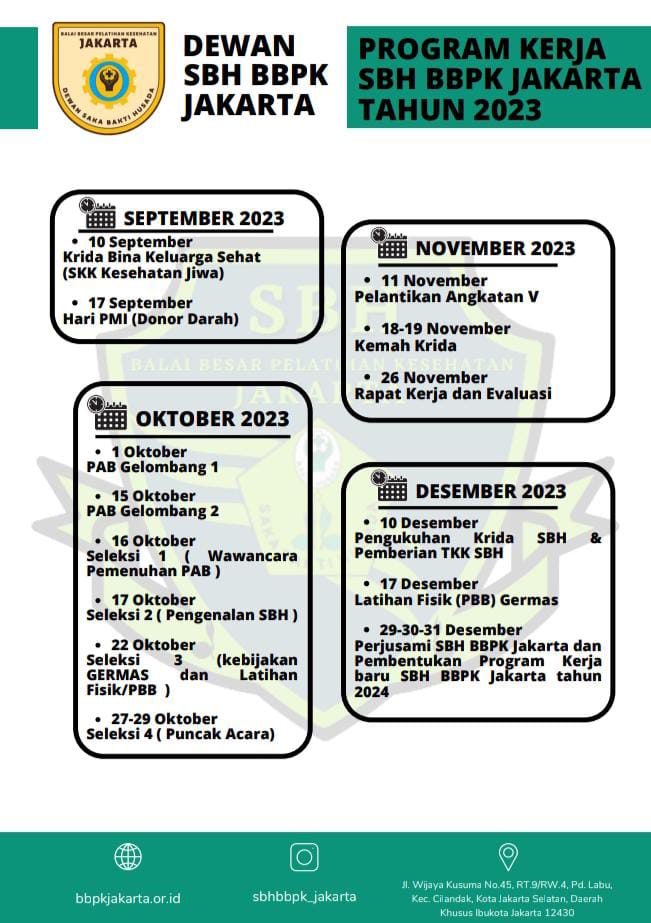 BALAI BESAR PELATIHAN KESEHATAN
JAKARTA
DEWAN SAKA BAKTI HUSADA
DEWAN
SBH BBPK
JAKARTA
PROGRAM KERJA
SBH BBPK JAKARTA
TAHUN 2023
SEPTEMBER 2023
• 10 September
Krida Bina Keluarga Sehat
(SKK Kesehatan Jiwa)
• 17 September
Hari PMI (Donor Darah)
OKTOBER 2023
• 1 Oktober
PAB Gelombang 1
• 15 Oktober
PAB Gelombang 2
• 16 Oktober
Seleksi 1 ( Wawancara
Pemenuhan PAB )
• 17 Oktober
Seleksi 2 ( Pengenalan SBH )
• 22 Oktober
Seleksi 3 (kebijakan
GERMAS dan Latihan
Fisik/PBB )
• 27-29 Oktober
Seleksi 4 ( Puncak Acara)
NOVEMBER 2023
• 11 November
Pelantikan Angkatan V
• 18-19 November
Kemah Krida
• 26 November
Rapat Kerja dan Evaluasi
DESEMBER 2023
• 10 Desember
Pengukuhan Krida SBH &
Pemberian TKK SBH
• 17 Desember
Latihan Fisik (PBB) Germas
• 29-30-31 Desember
Perjusami SBH BBPK Jakarta dan
Pembentukan Program Kerja
baru SBH BBPK Jakarta tahun
2024
SBH
BALAI BESAR PELATIHAN KESEHATAN
JAKARTA
bbpkjakarta.or.id
sbhbbpk_jakarta
Jl. Wijaya Kusuma No.45, RT.9/RW.4, Pd. Labu,
Kec. Cilandak, Kota Jakarta Selatan, Daerah
Khusus Ibukota Jakarta 12430